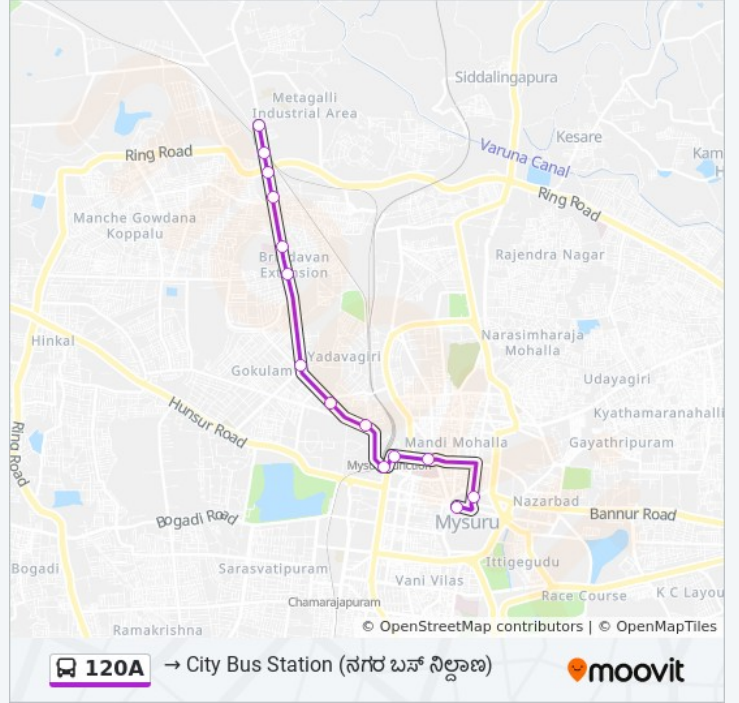 Siddalingapura
Metagalli
Industrial Area
Kesare
Varuna Canal
Ring Road
Kam
H
Ring Road
Manche Gowdana
Koppalu
Rajendra Nagar
Brindavan
Extension
Hinkal
Narasimharaja
Mohalla
Yadavagiri
Gokulam
Udayagiri
Hunsur Road
Kyathamaranahalli
Ring Road
Mandi Mohalla
Gayathripuram
Mysuru Junction
Nazarbad
Bogadi Road
Mysuru
Bannur Road
Bogadi
Sarasvatipuram
Ittigegudu
Vani Vilas
Race Course
K C Layou
Chamarajapuram
Ramakrishna
© OpenStreetMap contributors | © OpenMapTiles
120A → City Bus Station (ನಗರ ಬಸ್ ನಿಲ್ದಾಣ)
moovit